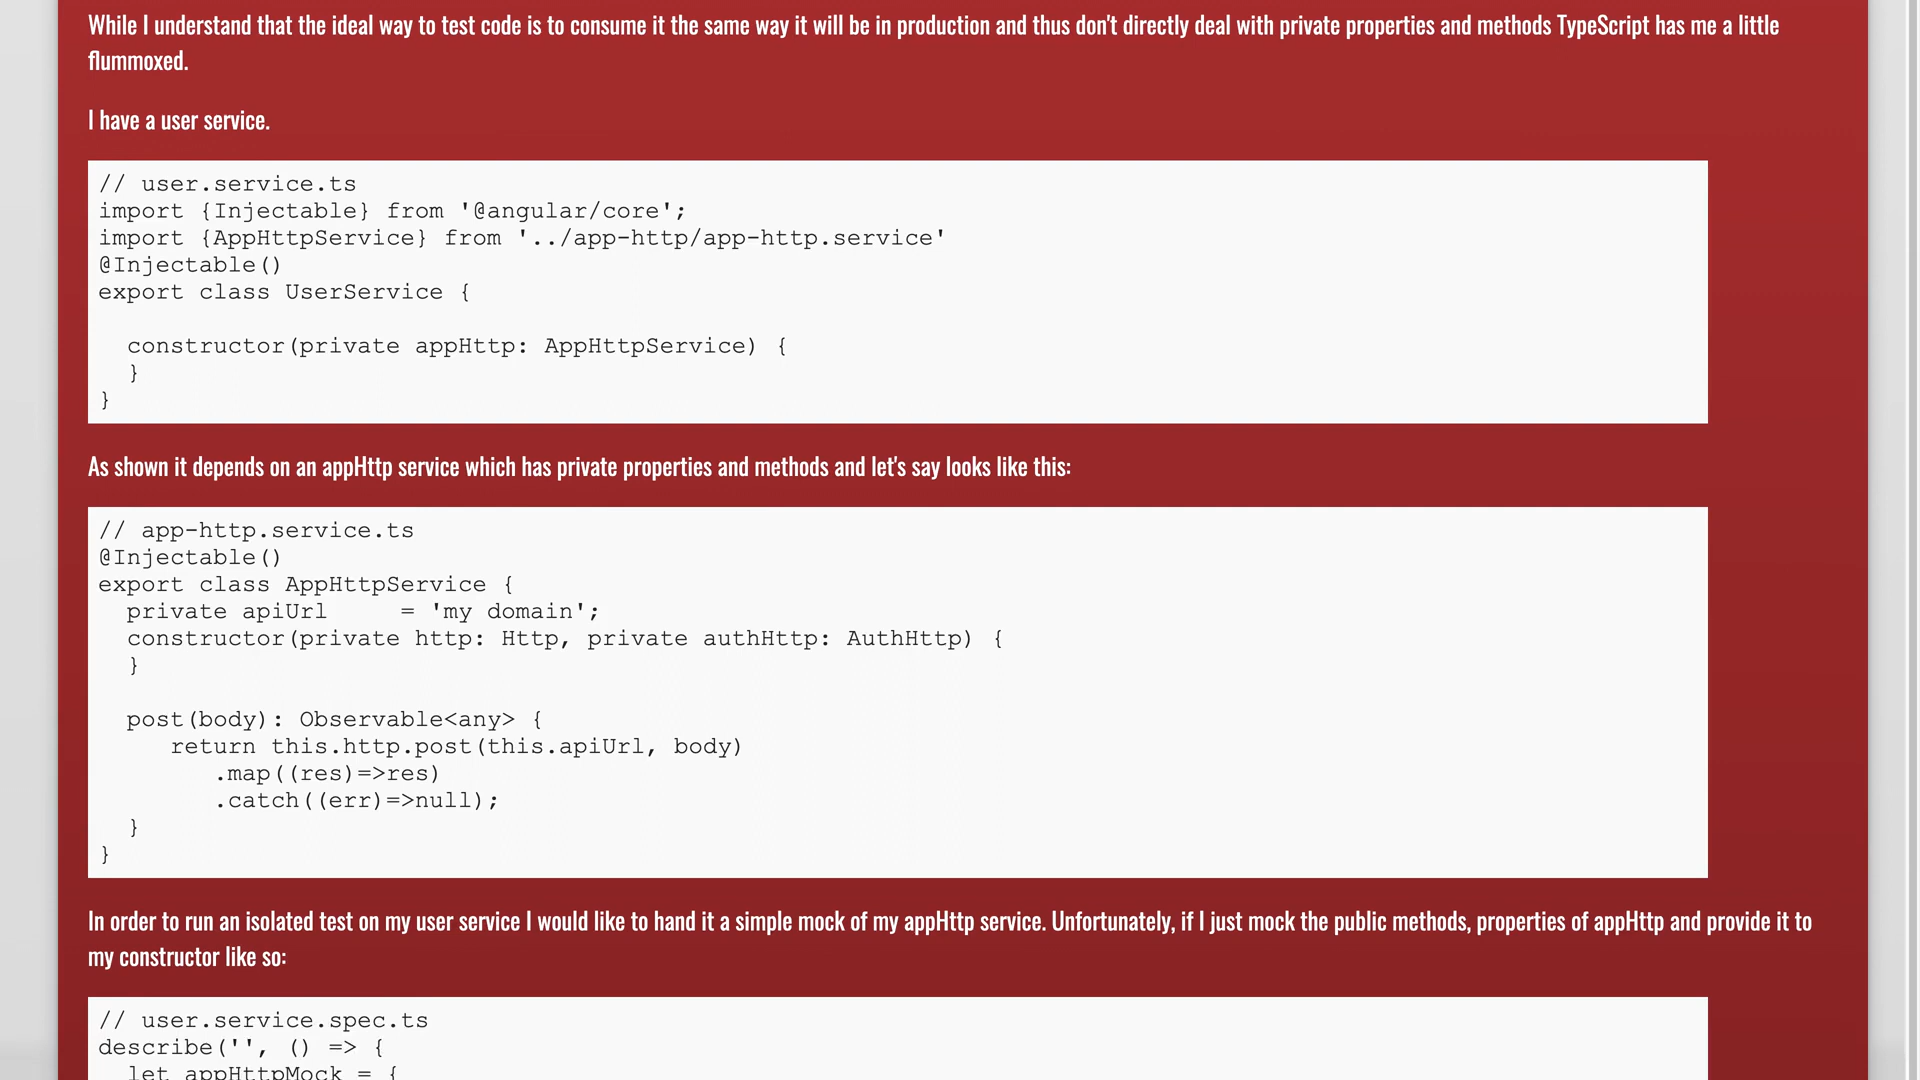 While I understand that the ideal way to test code is to consume it the same way it will be in production and thus don't directly deal with private properties and methods TypeScript has me a little
flummoxed.
I have a user service.
// user.service.ts
import {Injectable} from '@angular/core';
import {AppHttpService} from '../app-http/app-http.service'
@Injectable()
export class UserService {
  constructor(private appHttp: AppHttpService) {
  }
}
As shown it depends on an appHttp service which has private properties and methods and let's say looks like this:
// app-http.service.ts
@Injectable()
export class AppHttpService {
  private apiUrl     = 'my domain';
  constructor(private http: Http, private authHttp: AuthHttp) {
  }
  post(body): Observable<any> {
     return this.http.post(this.apiUrl, body)
        .map((res)=>res)
        .catch((err)=>null);
  }
}
In order to run an isolated test on my user service I would like to hand it a simple mock of my appHttp service. Unfortunately, if I just mock the public methods, properties of appHttp and provide it to
my constructor like so:
// user.service.spec.ts
describe('', () => {
  let appHttpMock = {